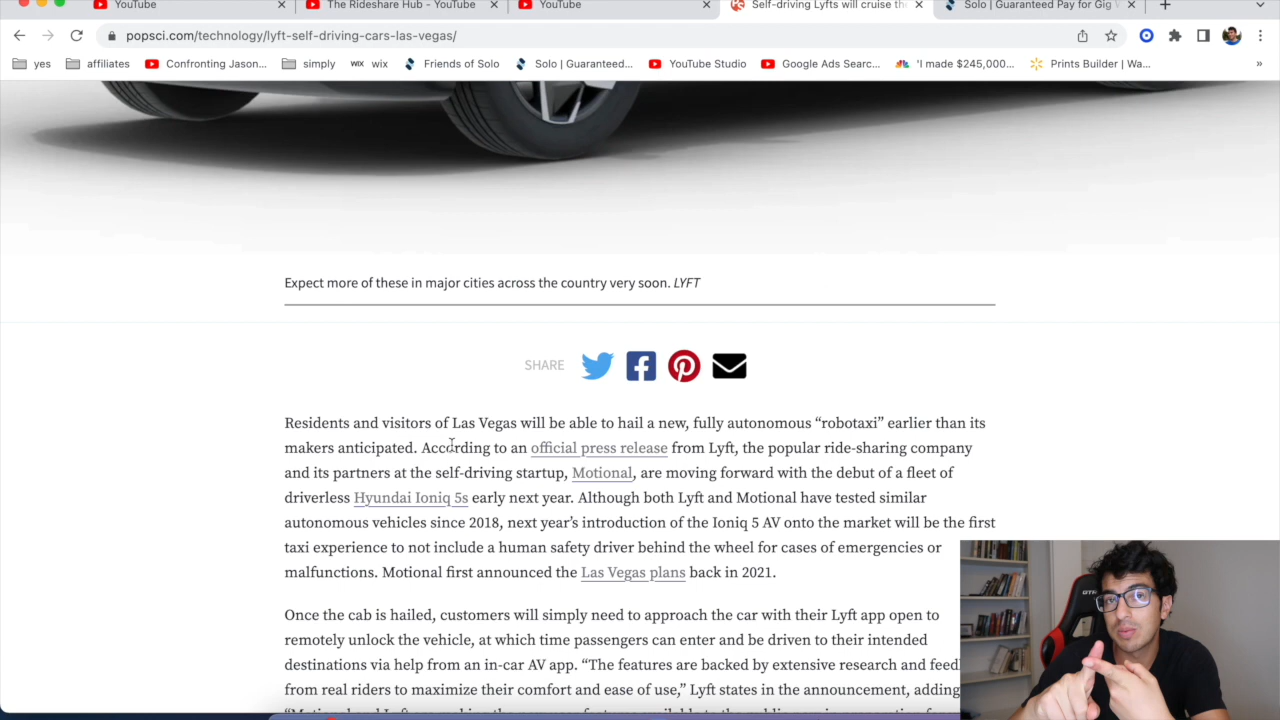 YouTube
The Rideshare Hub - YouTube
YouTube
Self-driving Lyfts will cruise the
Solo | Guaranteed Pay for Gig W
popsci.com/technology/lyft-self-driving-cars-las-vegas/
yes
affiliates
Confronting Jason...
simply
WIX wix
Friends of Solo
Solo | Guaranteed...
YouTube Studio
Google Ads Searc...
'I made $245,000...
Prints Builder | Wa...
»
Expect more of these in major cities across the country very soon. LYFT
SHARE
Residents and visitors of Las Vegas will be able to hail a new, fully autonomous “robotaxi” earlier than its
makers anticipated. According to an official press release from Lyft, the popular ride-sharing company
and its partners at the self-driving startup, Motional, are moving forward with the debut of a fleet of
driverless Hyundai Ioniq 5s early next year. Although both Lyft and Motional have tested similar
autonomous vehicles since 2018, next year’s introduction of the Ioniq 5 AV onto the market will be the first
taxi experience to not include a human safety driver behind the wheel for cases of emergencies or
malfunctions. Motional first announced the Las Vegas plans back in 2021.
Once the cab is hailed, customers will simply need to approach the car with their Lyft app open to
remotely unlock the vehicle, at which time passengers can enter and be driven to their intended
destinations via help from an in-car AV app. “The features are backed by extensive research and feed
from real riders to maximize their comfort and ease of use,” Lyft states in the announcement, adding
GTR